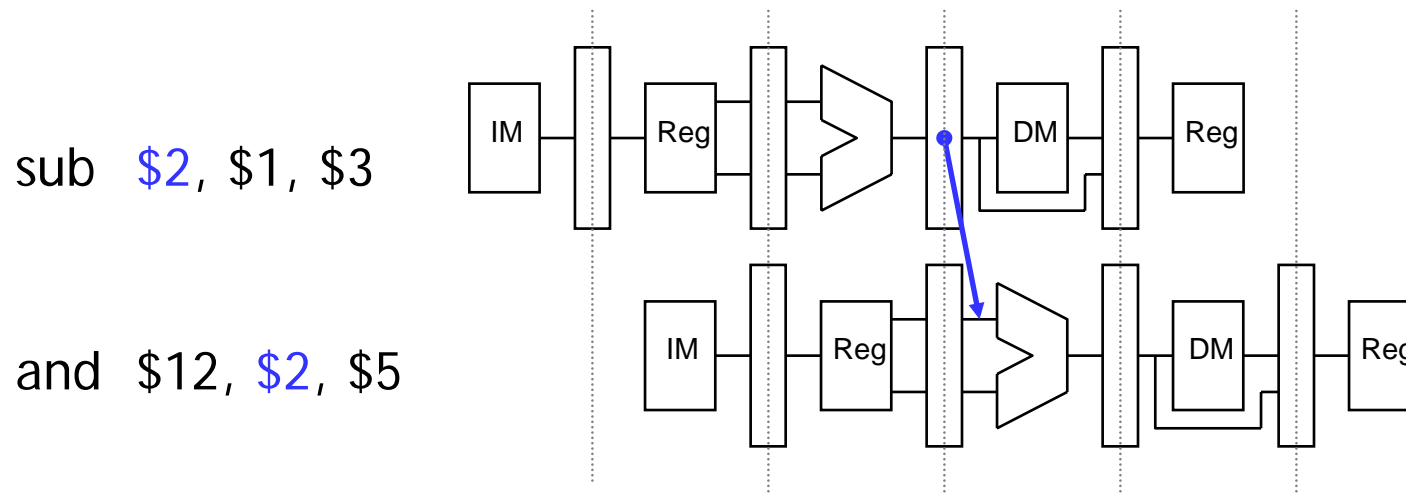 IM Reg DM Reg
sub $2, $1, $3
IM Reg DM Reg
and $12, $2, $5